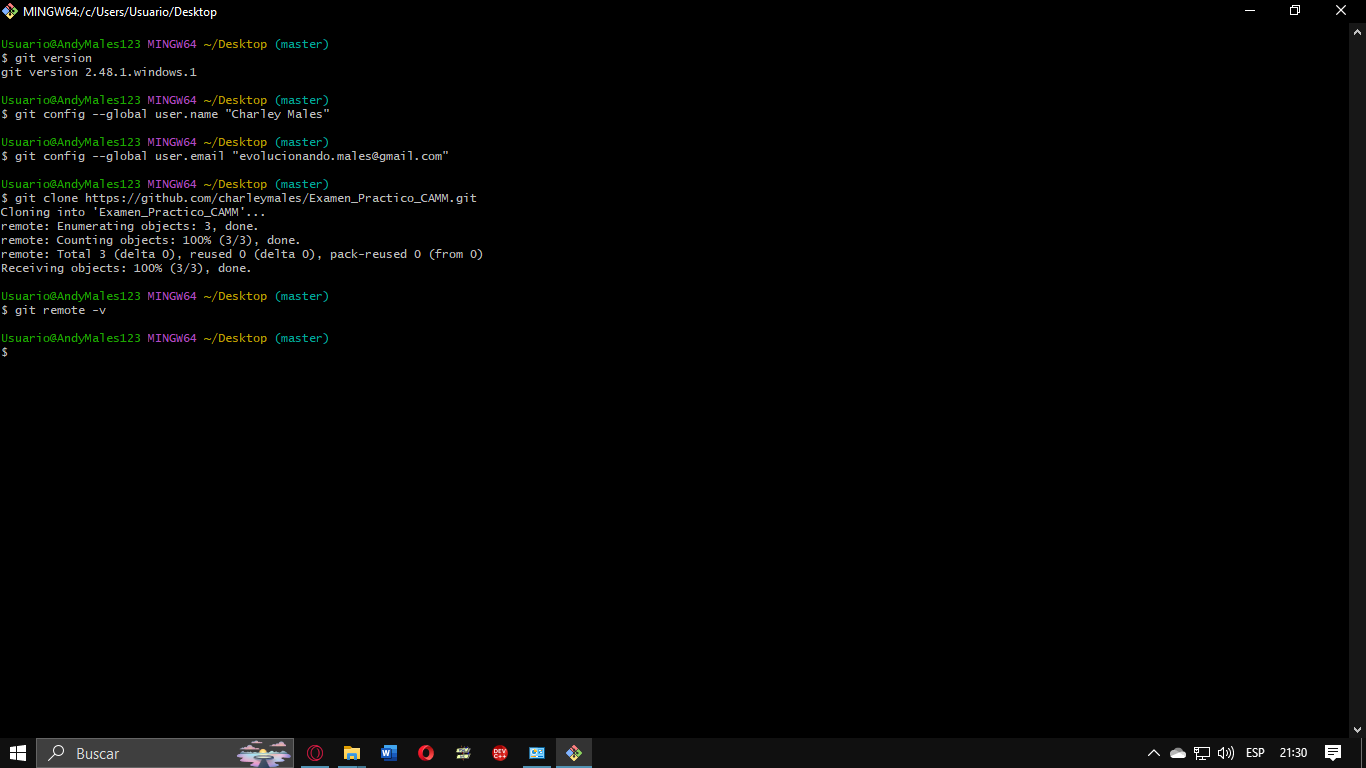 MINGW64:/c/Users/Usuario/Desktop
Usuario@AndyMales123 MINGW64 ~/Desktop (master)
$ git version
git version 2.48.1.windows.1
Usuario@AndyMales123 MINGW64 ~/Desktop (master)
$ git config --global user.name "Charley Males"
Usuario@AndyMales123 MINGW64 ~/Desktop (master)
$ git config --global user.email "evolucionando.males@gmail.com"
Usuario@AndyMales123 MINGW64 ~/Desktop (master)
$ git clone https://github.com/charleymales/Examen_Practico_CAMM.git
Cloning into 'Examen_Practico_CAMM'...
remote: Enumerating objects: 3, done.
remote: Counting objects: 100% (3/3), done.
remote: Total 3 (delta 0), reused 0 (delta 0), pack-reused 0 (from 0)
Receiving objects: 100% (3/3), done.
Usuario@AndyMales123 MINGW64 ~/Desktop (master)
$ git remote -v
Usuario@AndyMales123 MINGW64 ~/Desktop (master)
$
Buscar
W
DEV C++
ESP
21:30